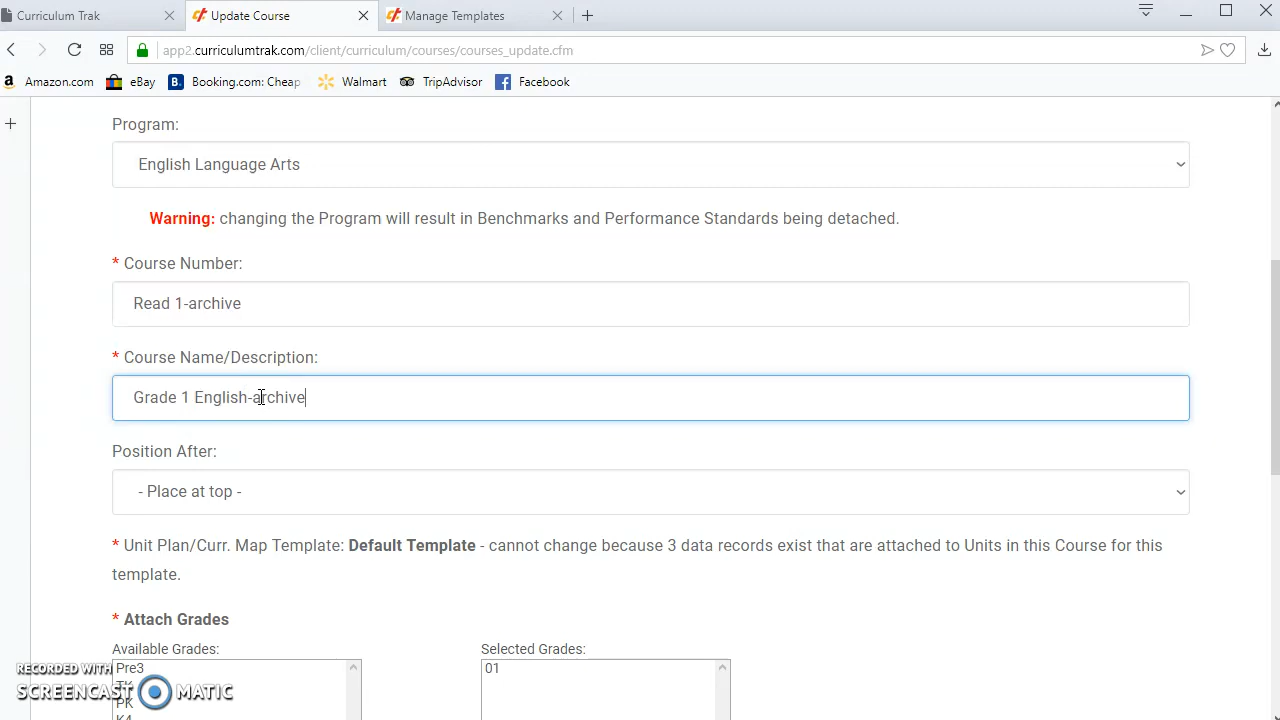 Curriculum Trak
Update Course
Manage Templates
app2.curriculumtrak.com/client/curriculum/courses/courses_update.cfm
Amazon.com eBay Booking.com: Cheap Walmart TripAdvisor Facebook
Program:
English Language Arts
Warning: changing the Program will result in Benchmarks and Performance Standards being detached.
* Course Number:
Read 1-archive
* Course Name/Description:
Grade 1 English-archive
Position After:
- Place at top -
* Unit Plan/Curr. Map Template: Default Template - cannot change because 3 data records exist that are attached to Units in this Course for this
template.
* Attach Grades
Available Grades:
Selected Grades:
Pre3
01
PK
K4
RECORDED WITH
SCREENCAST MATIC